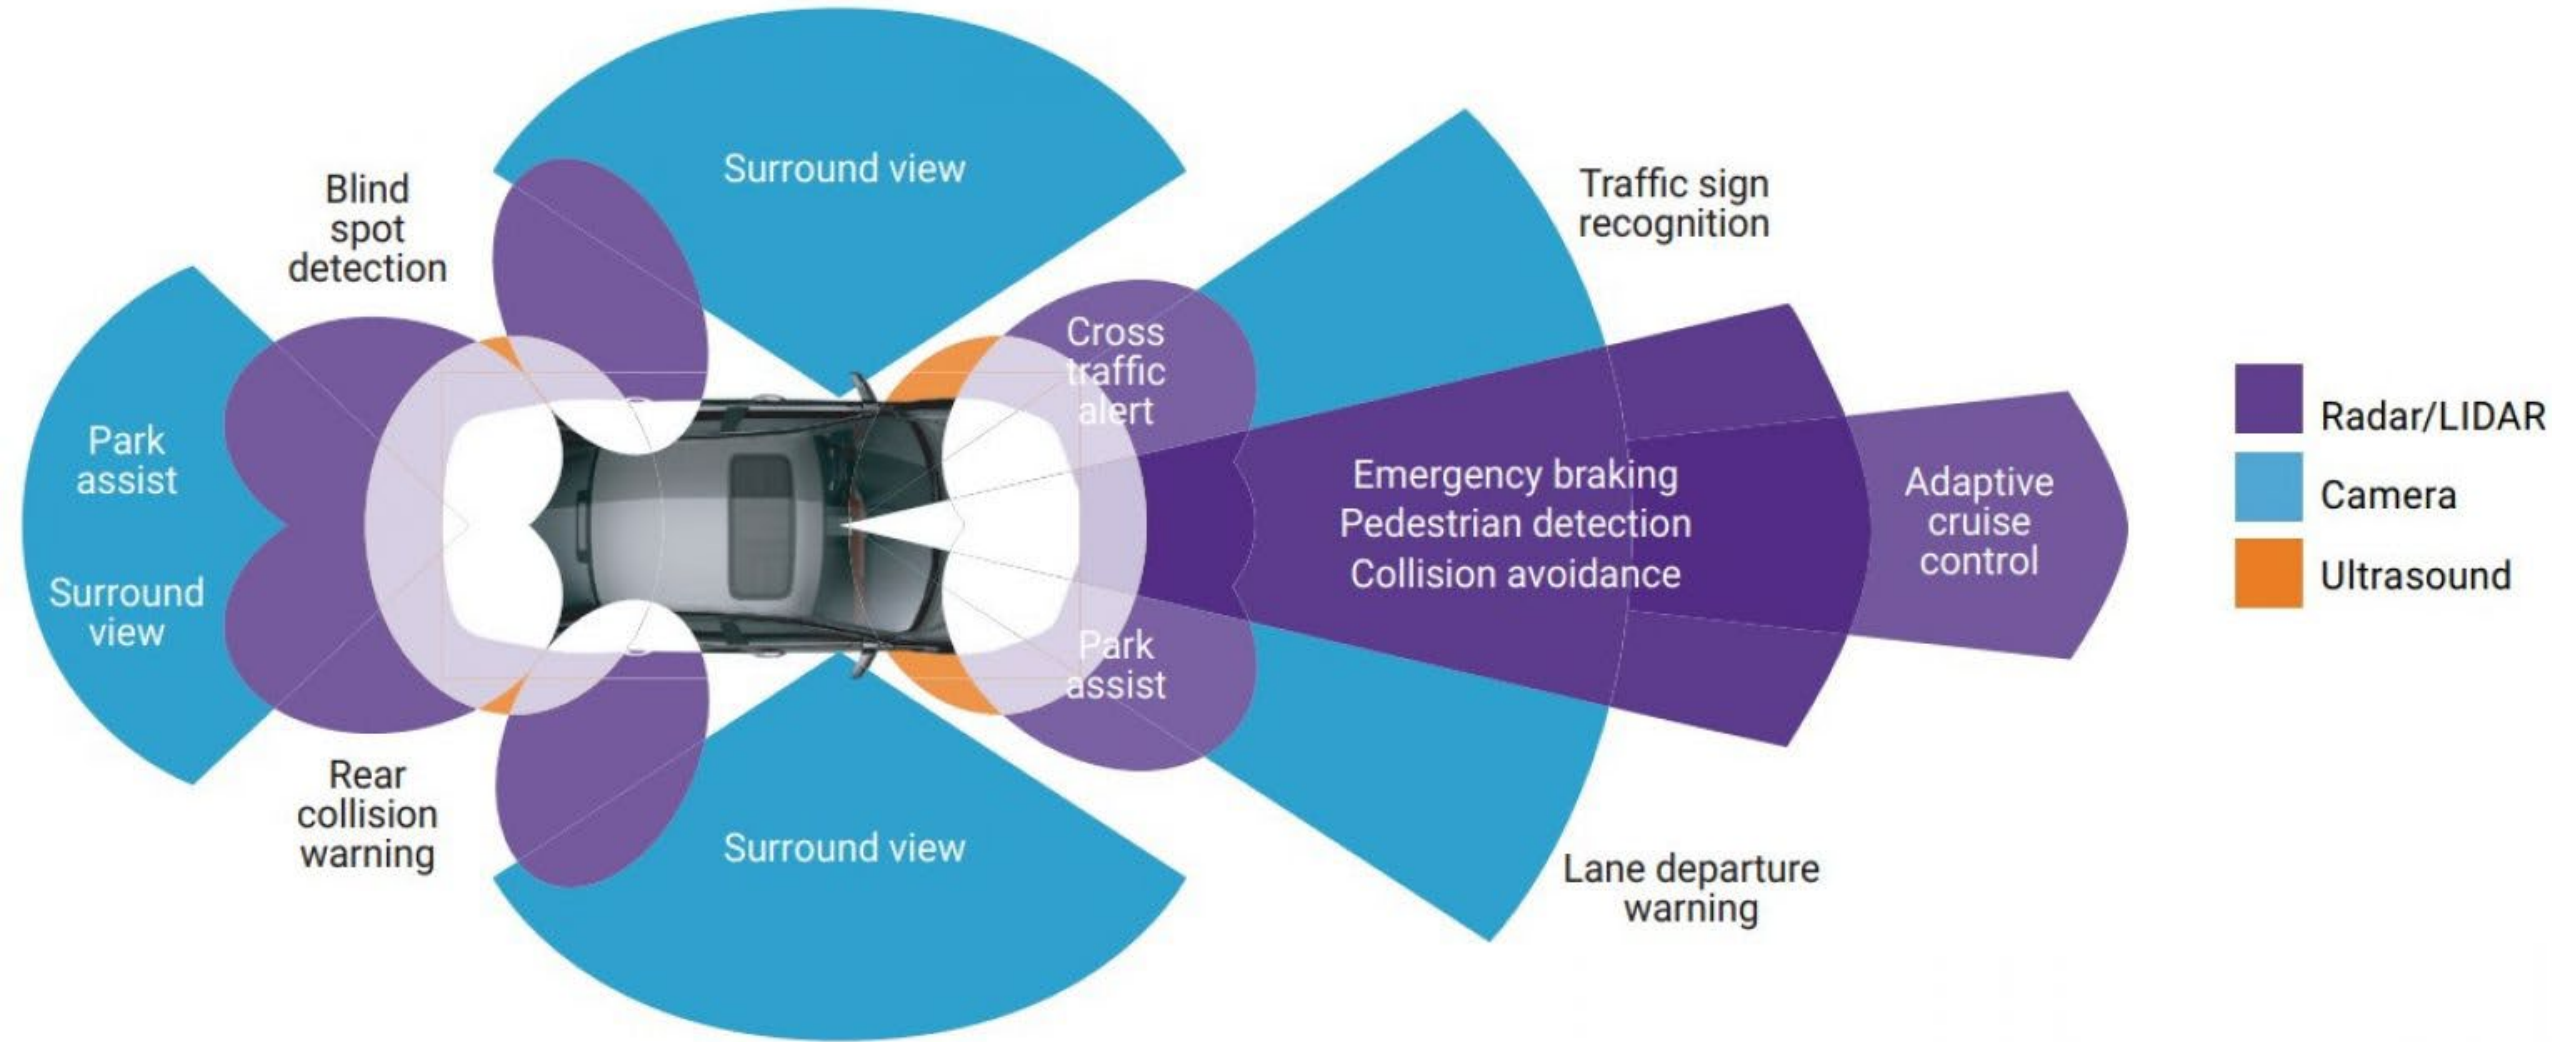 Surround view
Blind
spot
detection
Traffic sign
recognition
Cross
traffic
alert
Park
assist
Surround
view
Emergency braking
Pedestrian detection
Collision avoidance
Adaptive
cruise
control
Radar/LIDAR
Camera
Ultrasound
Park
assist
Rear
collision
warning
Surround view
Lane departure
warning